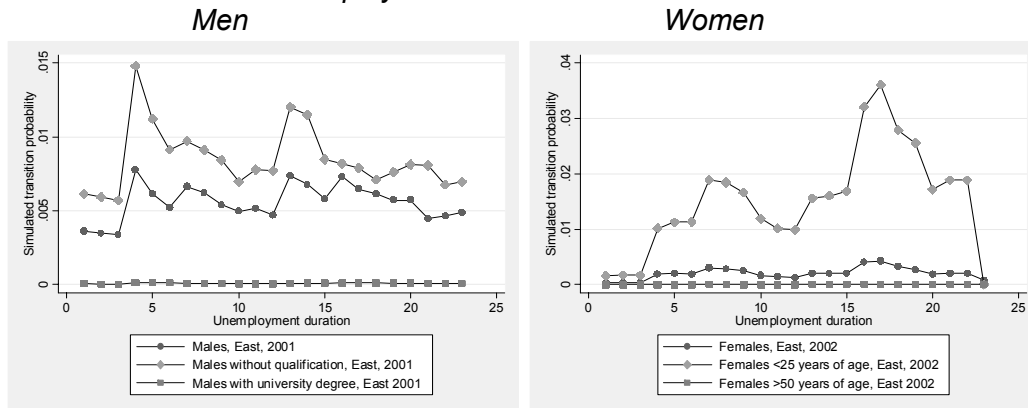 Men
Women
Simulated transition probability
.015
.01
.005
0
0 5 10 15 20 25
Unemployment duration
Males, East, 2001
Males without qualification, East, 2001
Males with university degree, East 2001
Simulated transition probability
.04
.03
.02
.01
0
0 5 10 15 20 25
Unemployment duration
Females, East, 2002
Females <25 years of age, East, 2002
Females >50 years of age, East 2002